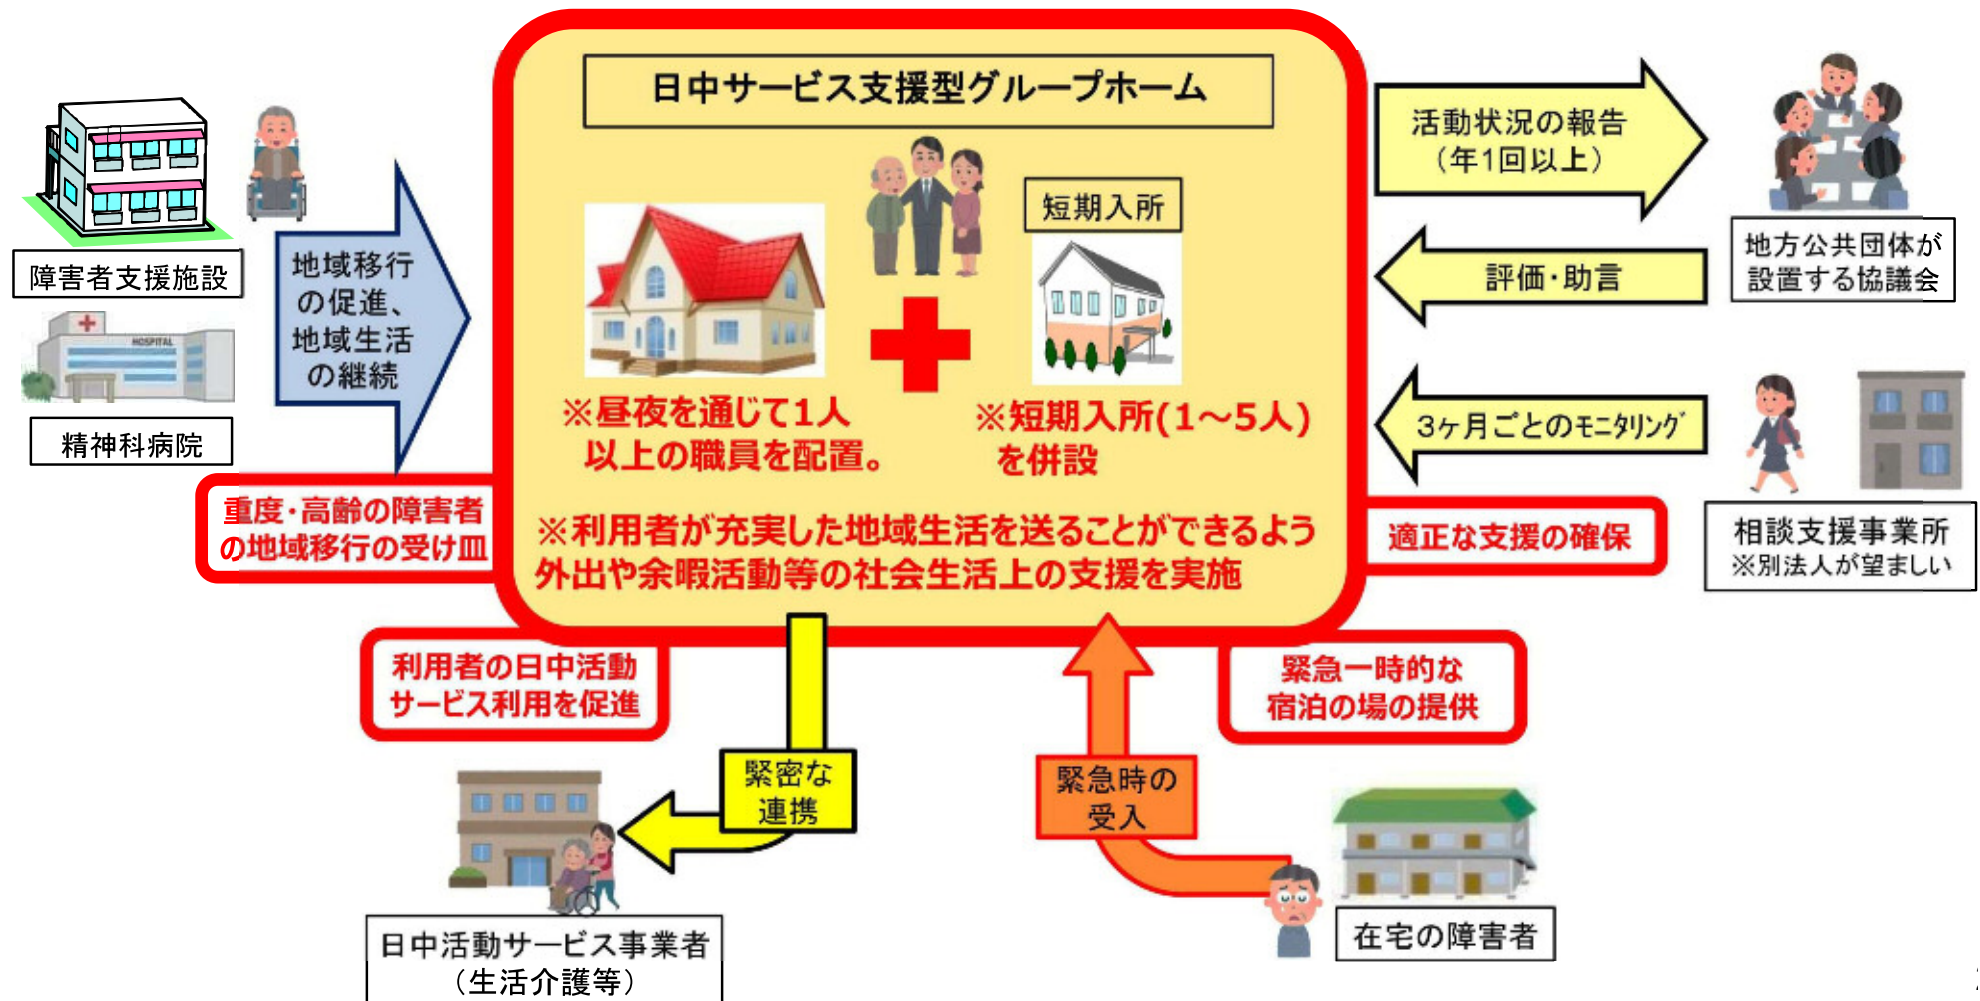 日中サービス支援型グループホーム
短期入所
※昼夜を通じて1人
以上の職員を配置。
※短期入所(1～5人)
を併設
※利用者が充実した地域生活を送ることができるよう
外出や余暇活動等の社会生活上の支援を実施
障害者支援施設
HOSPITAL
精神科病院
地域移行
の促進、
地域生活
の継続
重度・高齢の障害者
の地域移行の受け皿
活動状況の報告
（年1回以上）
地方公共団体が
設置する協議会
評価・助言
3ヶ月ごとのモニタリング
適正な支援の確保
相談支援事業所
※別法人が望ましい
利用者の日中活動
サービス利用を促進
緊密な
連携
日中活動サービス事業者
（生活介護等）
緊急一時的な
宿泊の場の提供
緊急時の
受入
在宅の障害者